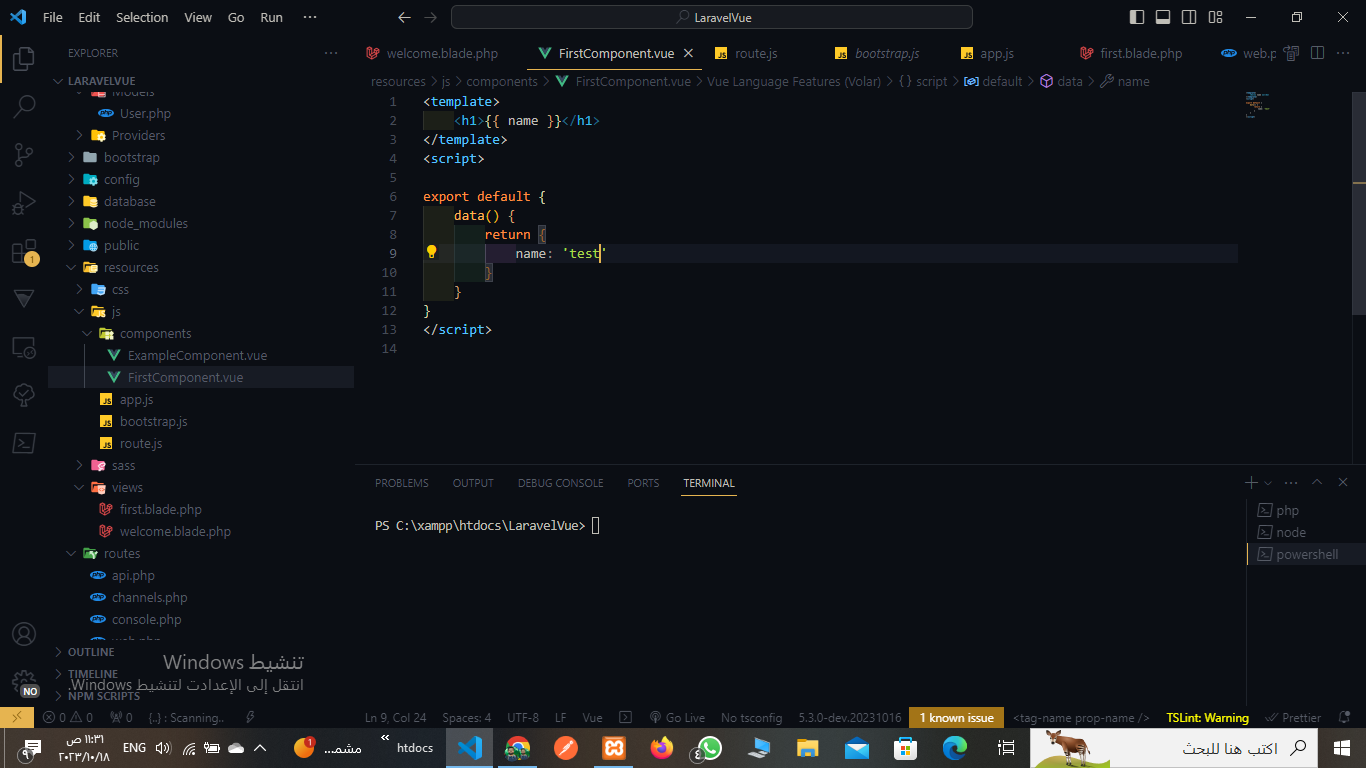 File Edit Selection View Go Run ··· LaravelVue
EXPLORER ···
LARAVELVUE
Models
User.php
Providers
bootstrap
config
database
node_modules
public
resources
css
js
components
ExampleComponent.vue
FirstComponent.vue
app.js
bootstrap.js
route.js
sass
views
first.blade.php
welcome.blade.php
routes
api.php
channels.php
console.php
web.php
OUTLINE
TIMELINE
NPM SCRIPTS
welcome.blade.php FirstComponent.vue route.js bootstrap.js app.js first.blade.php web.p
resources > js > components > FirstComponent.vue > Vue Language Features (Volar) > {} script > default > data > name
1 <template>
2 <h1>{{ name }}</h1>
3 </template>
4 <script>
5
6 export default {
7 data() {
8 return {
9 name: 'test'
10 }
11 }
12 }
13 </script>
14
PROBLEMS OUTPUT DEBUG CONSOLE PORTS TERMINAL
PS C:\xampp\htdocs\LaravelVue>
php
node
powershell
تنشيط Windows
انتقل إلى الإعدادت لتنشيط Windows.
NO
1
0 0 0 {..} : Scanning.. Ln 9, Col 24 Spaces: 4 UTF-8 LF Vue Go Live No tsconfig 5.3.0-dev.20231016 1 known issue <tag-name prop-name /> TSLint: Warning Prettier
٩ ١١:٣١ ص
٢٠٢٣/١٠/١٨
ENG 1 مشمـ... htdocs ٤ اكتب هنا للبحث